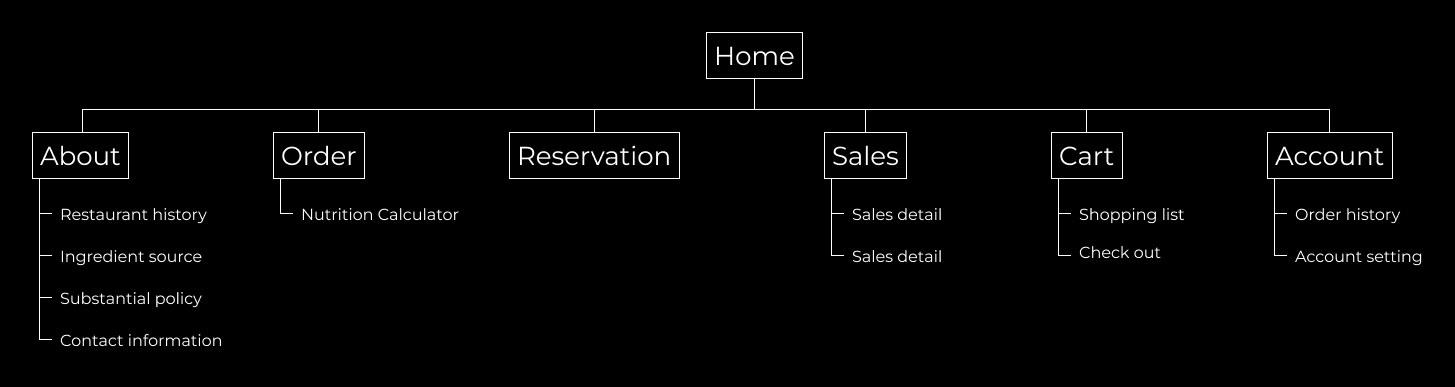 Home
About
Order
Reservation
Sales
Cart
Account
Restaurant history
Ingredient source
Substantial policy
Contact information
Nutrition Calculator
Sales detail
Sales detail
Shopping list
Check out
Order history
Account setting